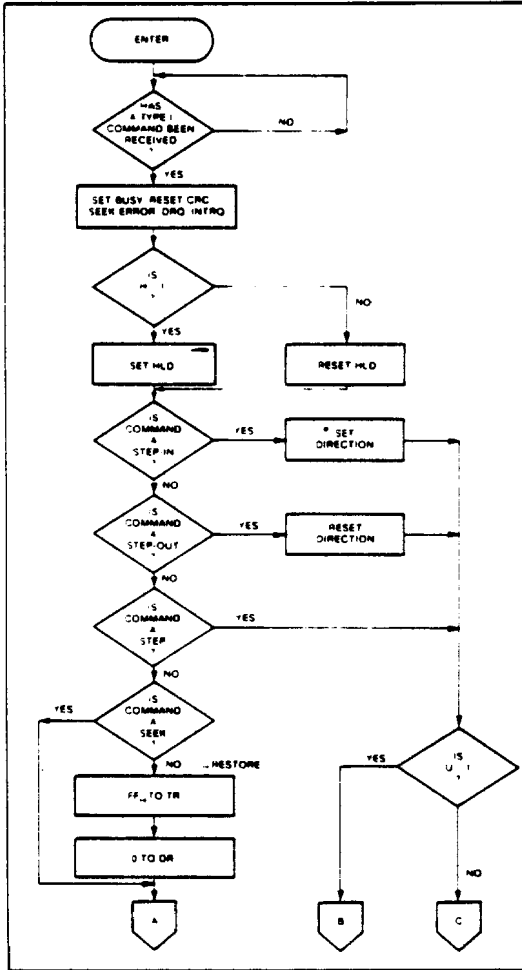 ENTER
HAS
A TYPE I
COMMAND BEEN
RECEIVED
?
NO
YES
SET BUSY RESET CRC
SEEK ERROR DRQ INTRQ
IS
?
NO
YES
SET HLD
RESET HLD
IS
COMMAND
A
STEP-IN
?
YES
SET
DIRECTION
NO
IS
COMMAND
A
STEP-OUT
?
YES
RESET
DIRECTION
NO
IS
COMMAND
A
STEP
?
YES
NO
IS
COMMAND
A
SEEK
?
YES
NO
RESTORE
IS
?
YES
FF TO TR
0 TO DR
NO
A
B
C